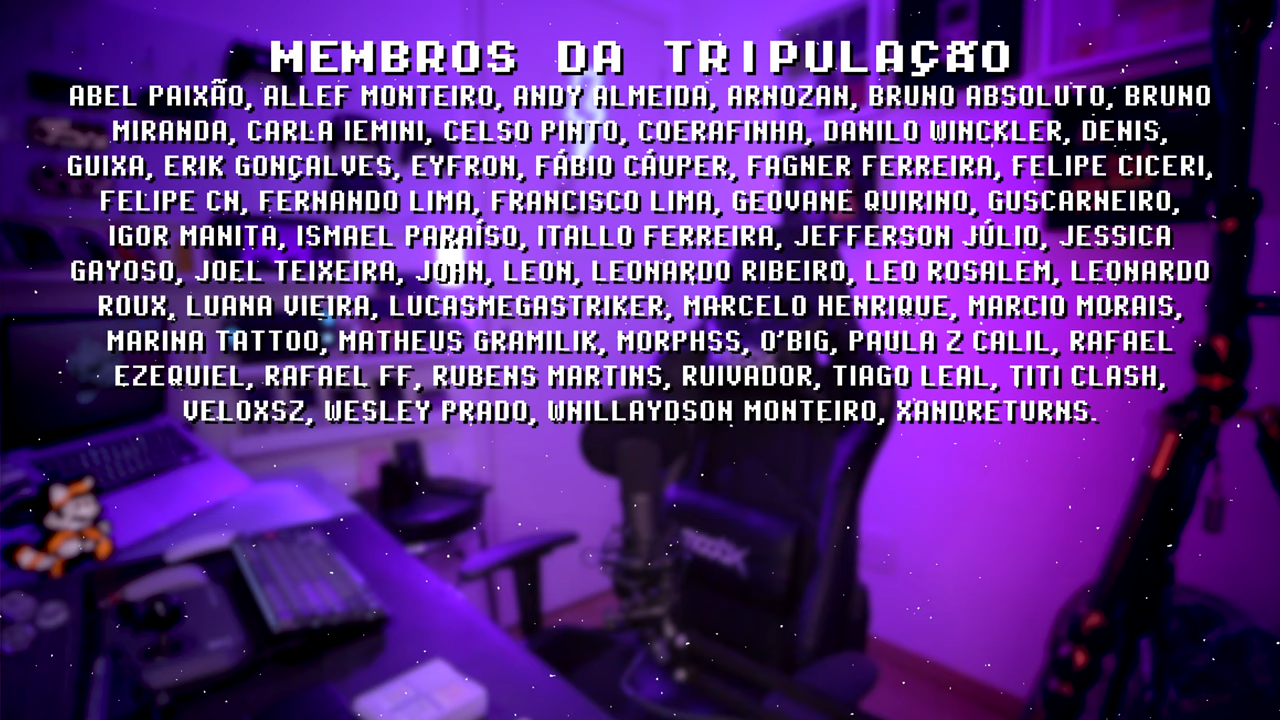 MEMBROS DA TRIPULAÇÃO
ABEL PAIXÃO, ALLEF MONTEIRO, ANDY ALMEIDA, ARNOZAN, BRUNO ABSOLUTO, BRUNO
MIRANDA, CARLA IEMINI, CELSO PINTO, COERAFINHA, DANILO WINCKLER, DENIS,
GUIXA, ERIK GONÇALVES, EYFRON, FÁBIO CÁUPER, FAGNER FERREIRA, FELIPE CICERI,
FELIPE CN, FERNANDO LIMA, FRANCISCO LIMA, GEOVANE QUIRINO, GUSCARNEIRO,
IGOR MANITA, ISMAEL PARAÍSO, ITALLO FERREIRA, JEFFERSON JÚLIO, JESSICA
GAYOSO, JOEL TEIXEIRA, JOHN, LEON, LEONARDO RIBEIRO, LEO ROSALEM, LEONARDO
ROUX, LUANA VIEIRA, LUCASMEGASTRIKER, MARCELO HENRIQUE, MARCIO MORAIS,
MARINA TATTOO, MATHEUS GRAMILIK, MORPHSS, O'BIG, PAULA Z CALIL, RAFAEL
EZEQUIEL, RAFAEL FF, RUBENS MARTINS, RUIVADOR, TIAGO LEAL, TITI CLASH,
VELOXSZ, WESLEY PRADO, WNILLAYDSON MONTEIRO, XANDRETURNS.